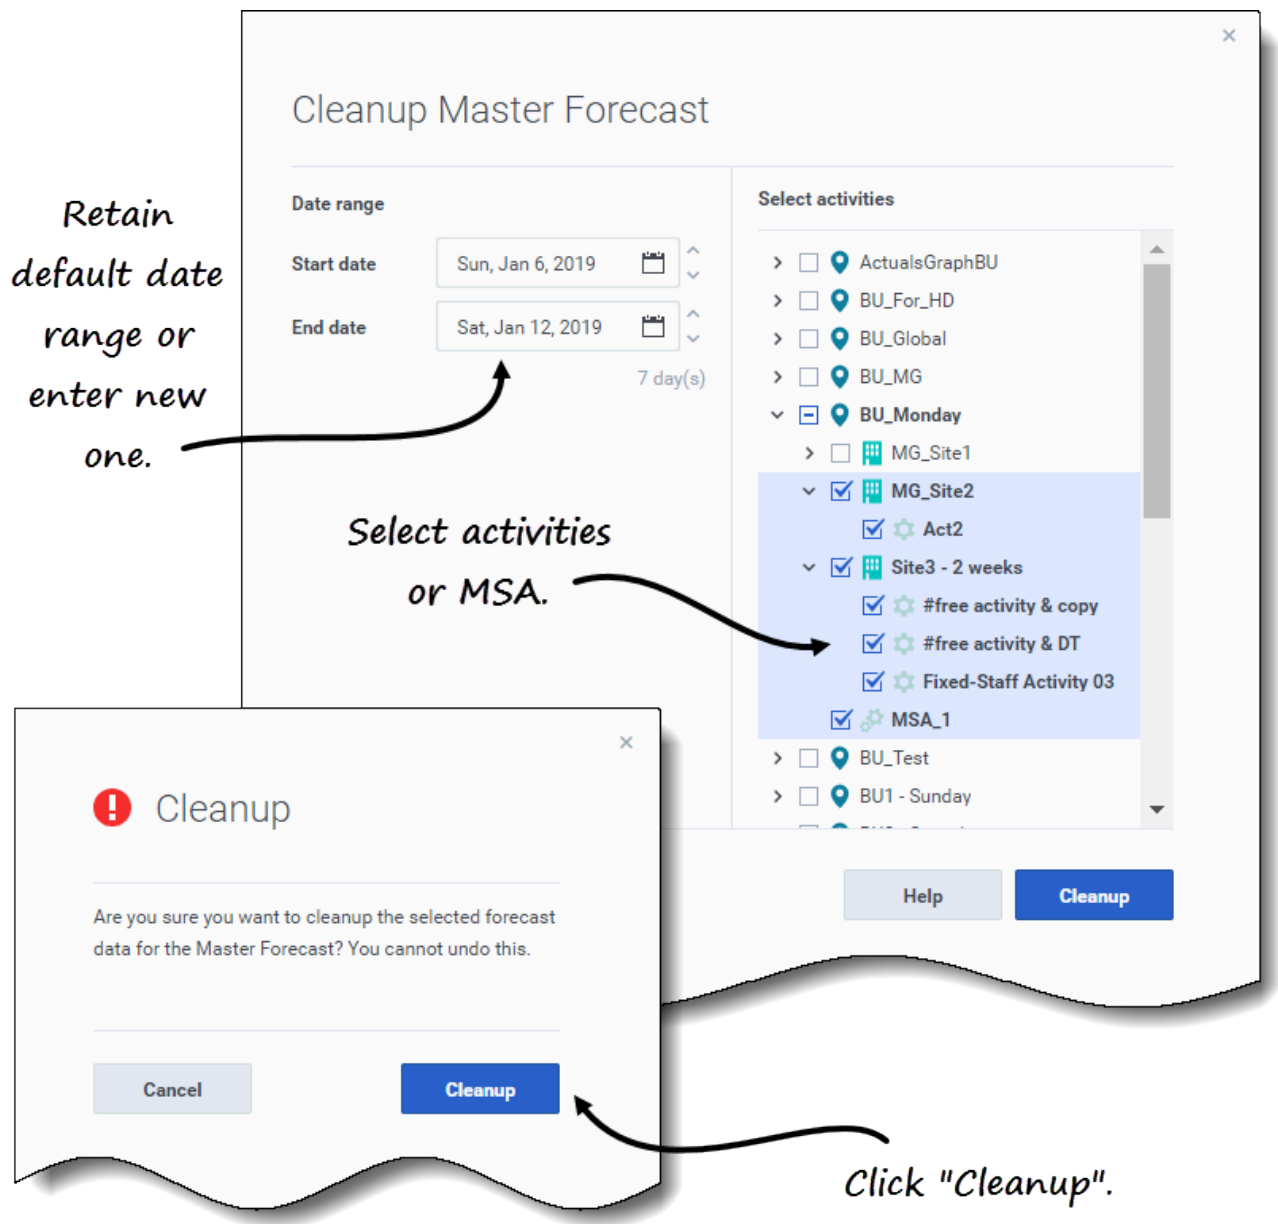 Cleanup Master Forecast
Retain
default date
range or
enter new
one.
Date range
Start date
Sun, Jan 6, 2019
End date
Sat, Jan 12, 2019
7 day(s)
Select activities
or MSA.
Select activities
ActualsGraphBU
BU_For_HD
BU_Global
BU_MG
BU_Monday
MG_Site1
MG_Site2
Act2
Site3 - 2 weeks
#free activity & copy
#free activity & DT
Fixed-Staff Activity 03
MSA_1
BU_Test
BU1 - Sunday
Help
Cleanup
Cleanup
Are you sure you want to cleanup the selected forecast
data for the Master Forecast? You cannot undo this.
Cancel
Cleanup
Click "Cleanup".